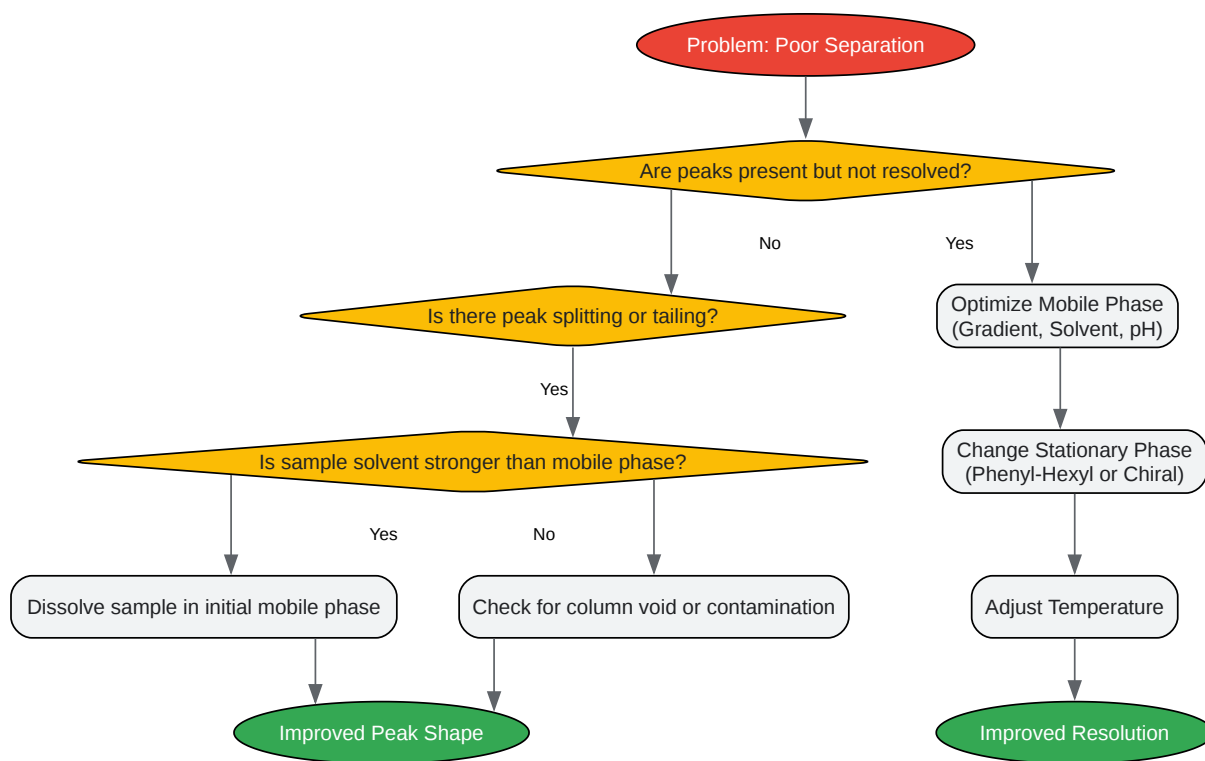 Problem: Poor Separation
Are peaks present but not resolved?
No
Yes
Is there peak splitting or tailing?
Optimize Mobile Phase
(Gradient, Solvent, pH)
Yes
Is sample solvent stronger than mobile phase?
Change Stationary Phase
(Phenyl-Hexyl or Chiral)
Yes
No
Dissolve sample in initial mobile phase
Check for column void or contamination
Adjust Temperature
Improved Peak Shape
Improved Resolution